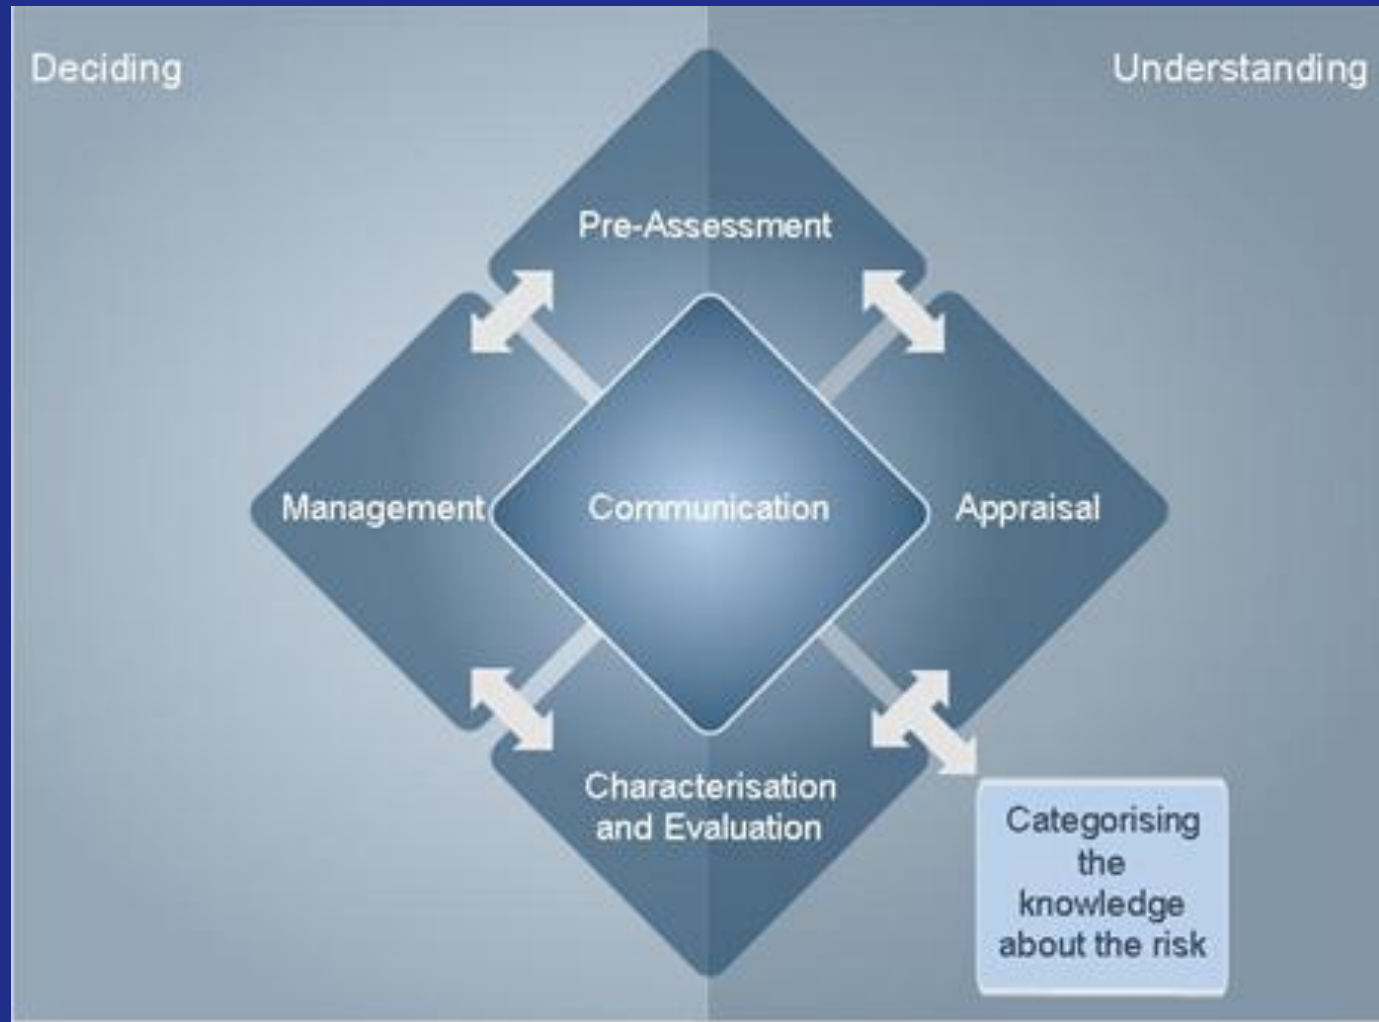 Deciding
Understanding
Pre-Assessment
Management
Communication
Appraisal
Characterisation
and Evaluation
Categorising
the
knowledge
about the risk